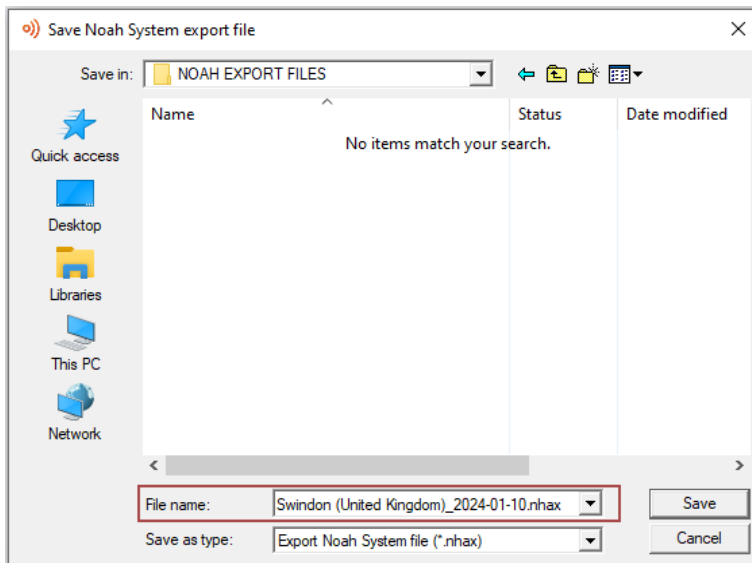 Save Noah System export file
Save in: NOAH EXPORT FILES
Name Status Date modified
No items match your search.
Quick access
Desktop
Libraries
This PC
Network
File name: Swindon (United Kingdom)_2024-01-10.nhax Save
Save as type: Export Noah System file (*.nhax) Cancel